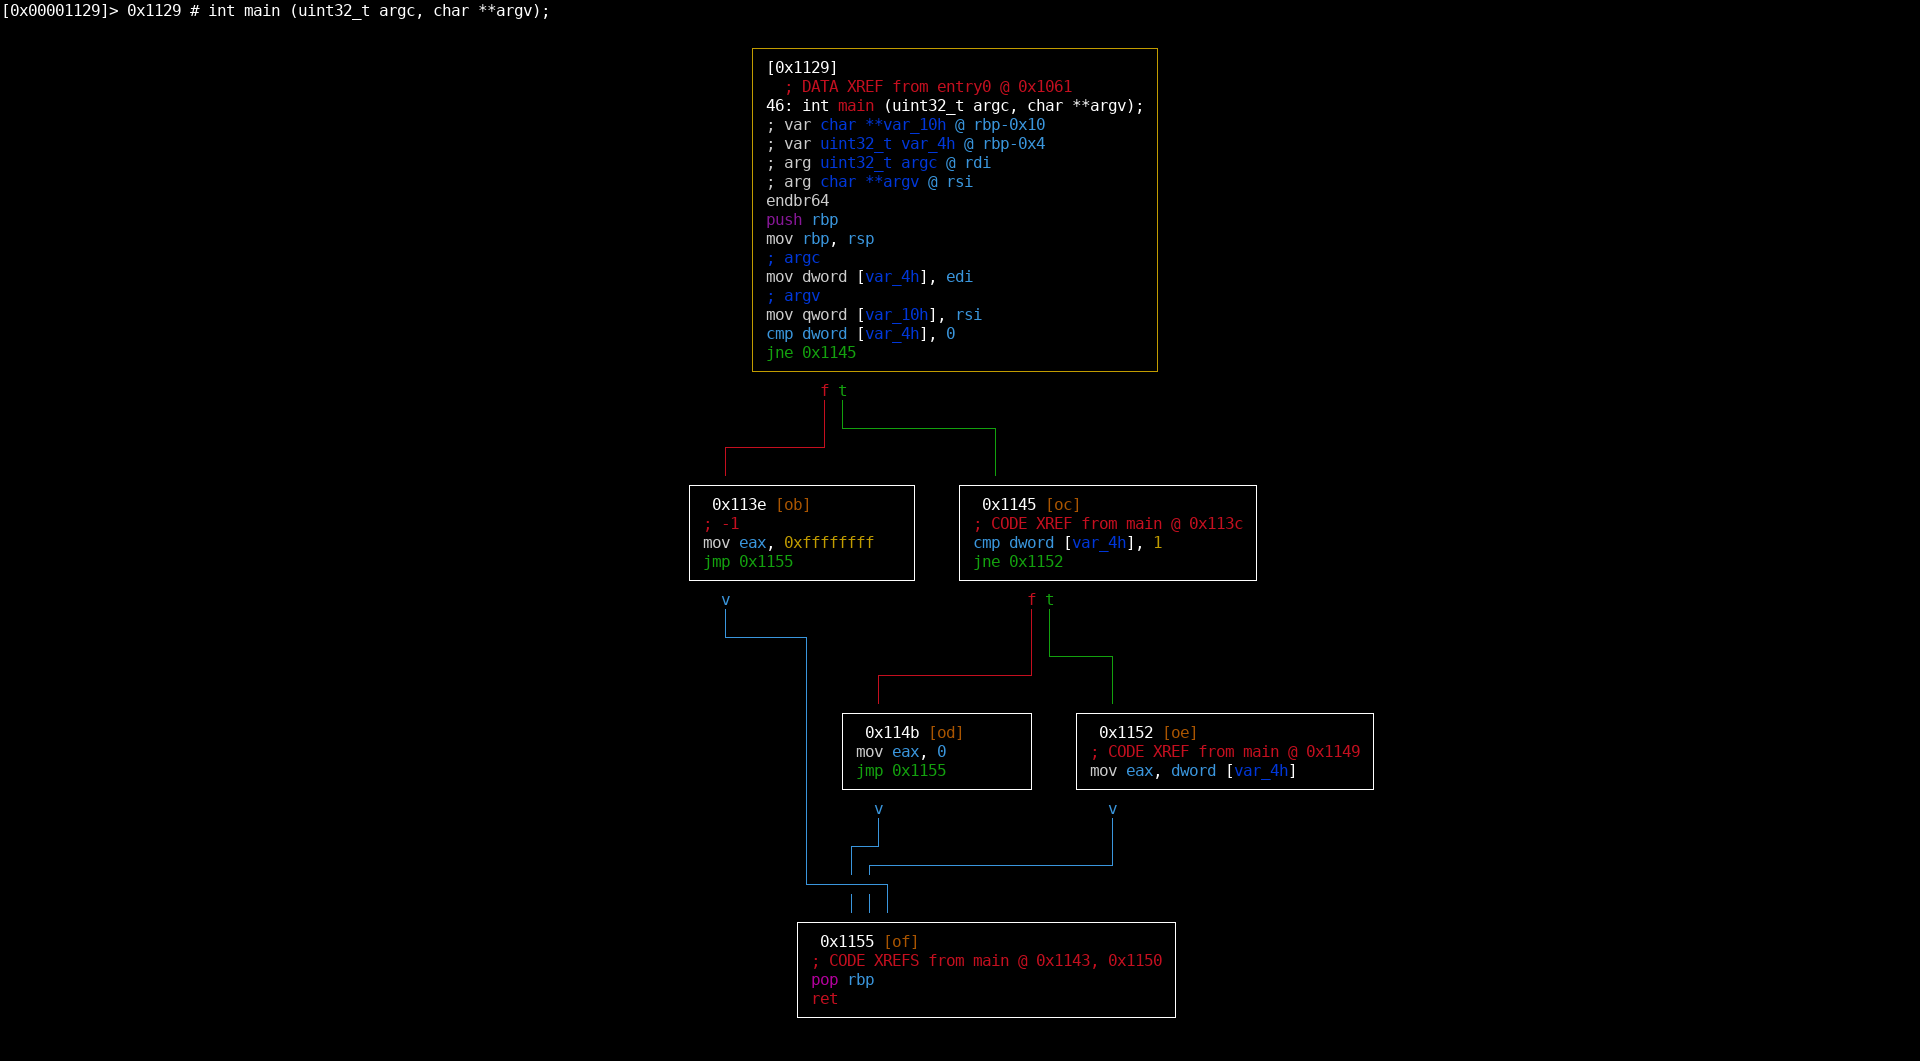 [0x00001129]> 0x1129 # int main (uint32_t argc, char **argv);
[0x1129]
; DATA XREF from entry0 @ 0x1061
46: int main (uint32_t argc, char **argv);
; var char **var_10h @ rbp-0x10
; var uint32_t var_4h @ rbp-0x4
; arg uint32_t argc @ rdi
; arg char **argv @ rsi
endbr64
push rbp
mov rbp, rsp
; argc
mov dword [var_4h], edi
; argv
mov qword [var_10h], rsi
cmp dword [var_4h], 0
jne 0x1145
f t
0x113e [ob]
; -1
mov eax, 0xffffffff
jmp 0x1155
v
0x1145 [oc]
; CODE XREF from main @ 0x113c
cmp dword [var_4h], 1
jne 0x1152
f t
0x114b [od]
mov eax, 0
jmp 0x1155
v
0x1152 [oe]
; CODE XREF from main @ 0x1149
mov eax, dword [var_4h]
v
0x1155 [of]
; CODE XREFS from main @ 0x1143, 0x1150
pop rbp
ret